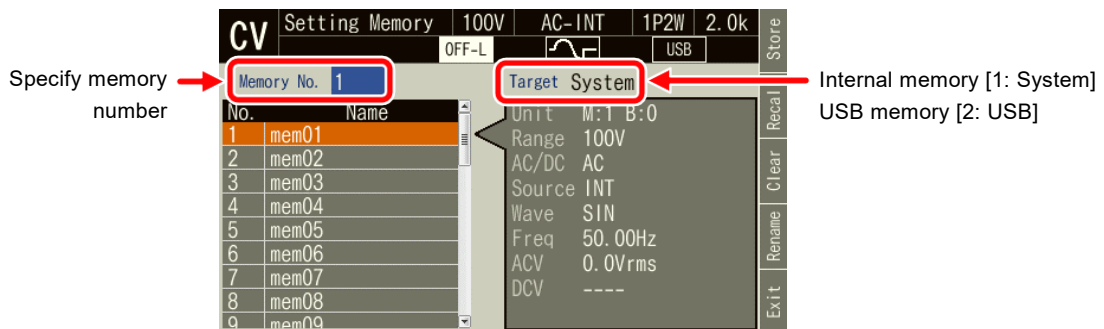 CV Setting Memory 100V AC-INT 1P2W 2.0k
OFF-L USB
Specify memory
number
Memory No. 1
Target System
Internal memory [1: System]
USB memory [2: USB]
No. Name
1 mem01
2 mem02
3 mem03
4 mem04
5 mem05
6 mem06
7 mem07
8 mem08
9 mem09
Unit M:1 B:0
Range 100V
AC/DC AC
Source INT
Wave SIN
Freq 50.00Hz
ACV 0.0Vrms
DCV ----
Store
Recal
Clear
Rename
Exit